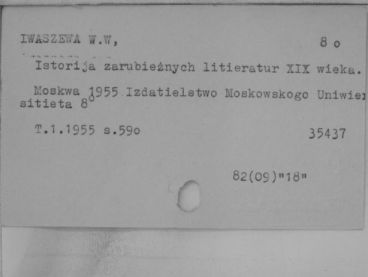 IWASZEWA W.W,
8 o
Istorija zarubieżnych litieratur XIX wieka.
Moskwa 1955 Izdatielstwo Moskowskogo Uniwier
sitieta 8°
T.1.1955 s.59o
35437
82(09)"18"